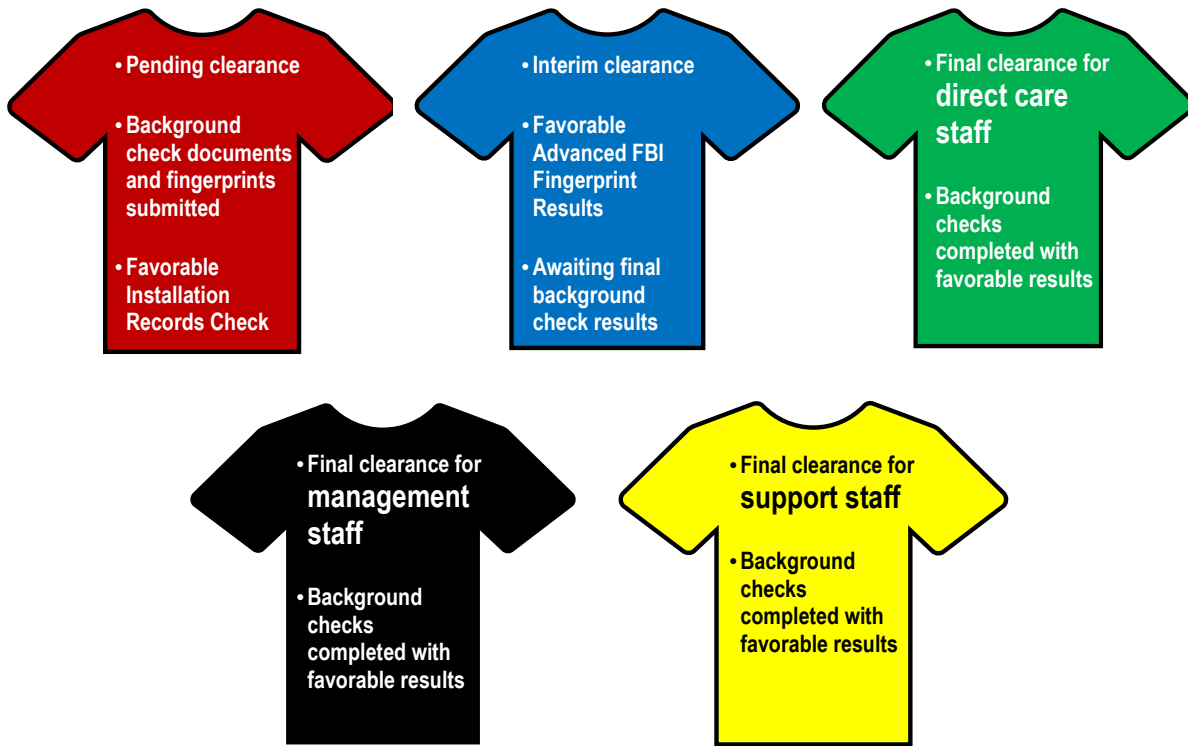 • Pending clearance
• Background
check documents
and fingerprints
submitted
• Favorable
Installation
Records Check
• Interim clearance
• Favorable
Advanced FBI
Fingerprint
Results
• Awaiting final
background
check results
• Final clearance for
direct care
staff
• Background
checks
completed with
favorable results
• Final clearance for
management
staff
• Background
checks
completed with
favorable results
• Final clearance for
support staff
• Background
checks
completed with
favorable results